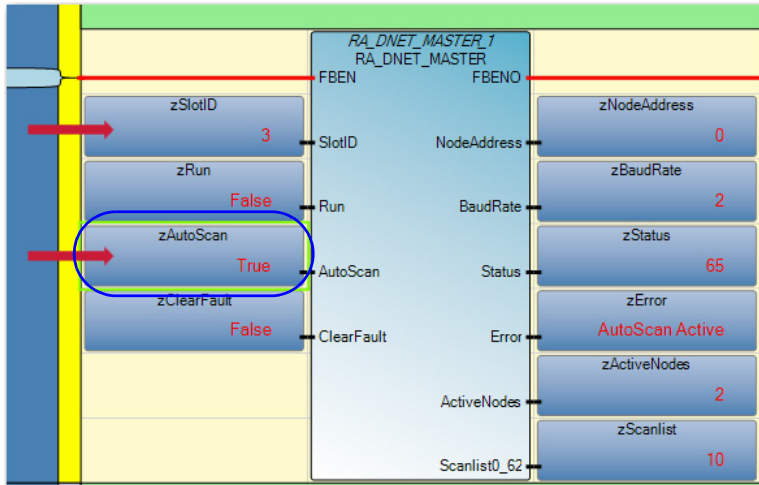 RA_DNET_MASTER_1
RA_DNET_MASTER
FBEN FBENO
zSlotID
3
SlotID
NodeAddress
zNodeAddress
0
zRun
False
Run
BaudRate
zBaudRate
2
zAutoScan
True
AutoScan
Status
zStatus
65
zClearFault
False
ClearFault
Error
zError
AutoScan Active
ActiveNodes
zActiveNodes
2
Scanlist0_62
zScanlist
10